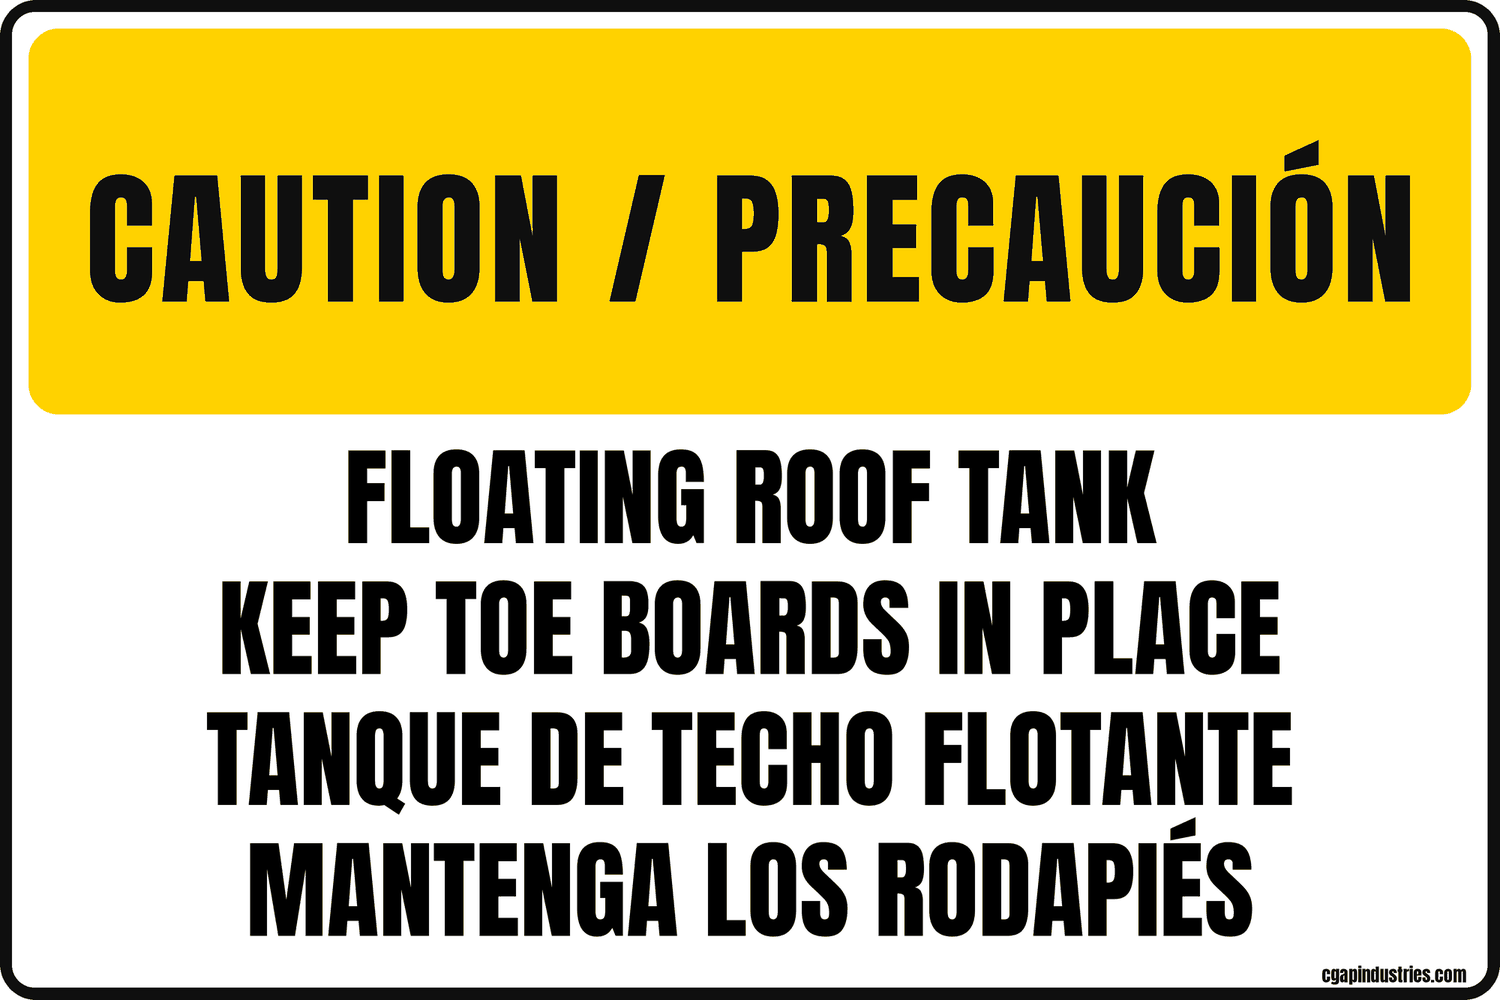 CAUTION / PRECAUCIÓN
FLOATING ROOF TANK
KEEP TOE BOARDS IN PLACE
TANQUE DE TECHO FLOTANTE
MANTENGA LOS RODAPIÉS
cgapindustries.com